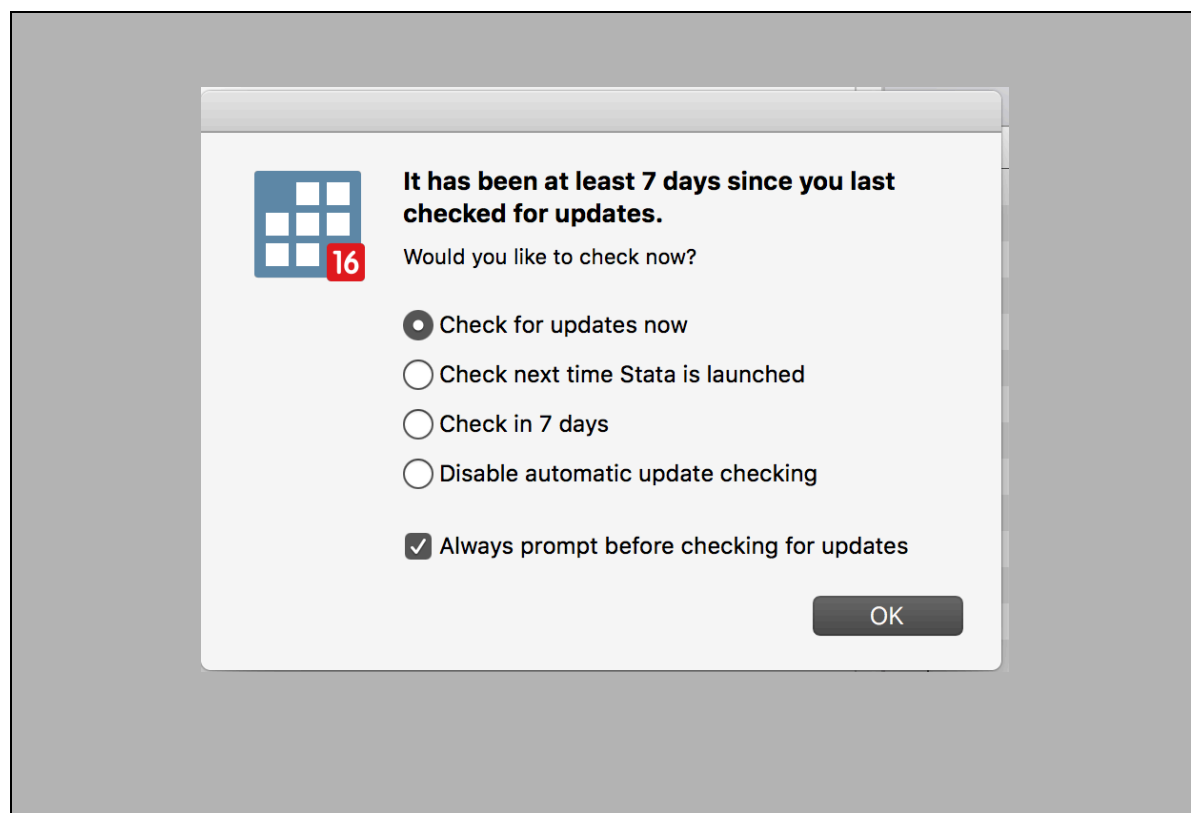 It has been at least 7 days since you last
checked for updates.
Would you like to check now?
16
Check for updates now
Check next time Stata is launched
Check in 7 days
Disable automatic update checking
Always prompt before checking for updates
OK